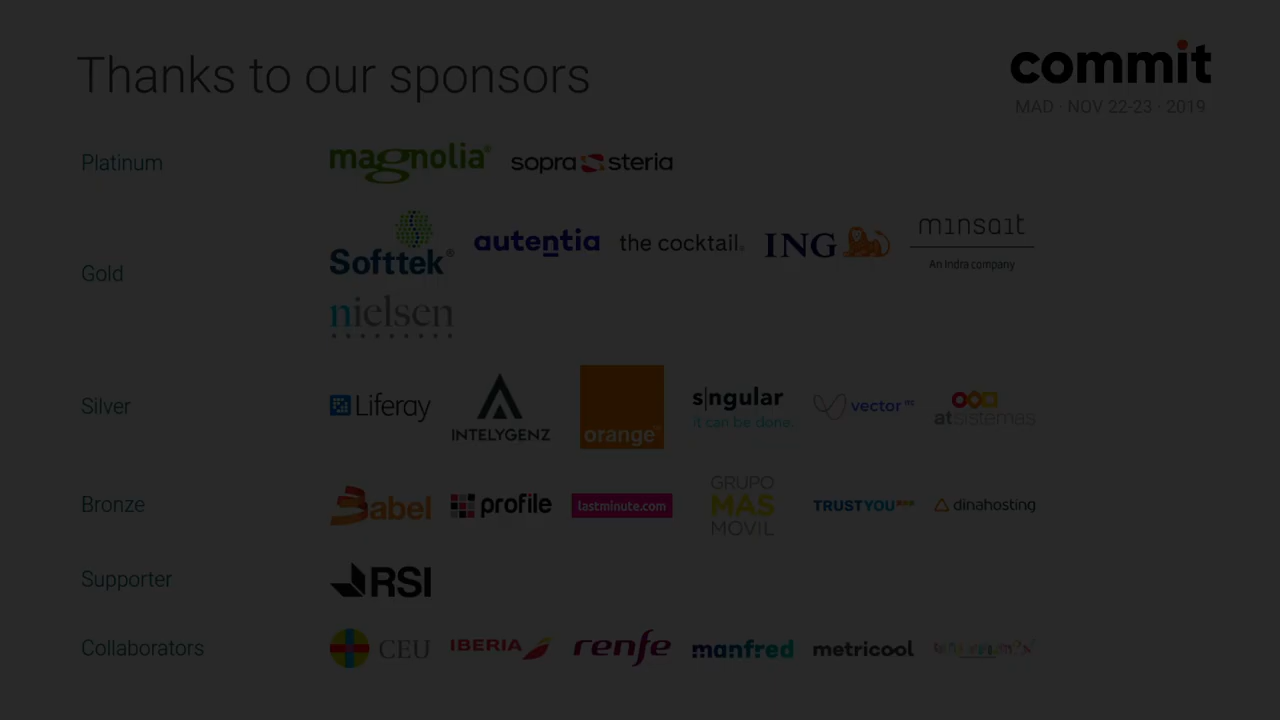 Thanks to our sponsors
commit
MAD · NOV 22-23 · 2019
Platinum
magnolia®
sopra steria
Gold
Softtek®
autentia
the cocktail.
ING
minsait
An Indra company
nielsen
Silver
Liferay
INTELYGENZ
orange™
s|ngular
it can be done.
vector
atsistemas
Bronze
Babel
profile
lastminute.com
GRUPO
MAS
MOVIL
TRUSTYOU
dinahosting
Supporter
RSI
Collaborators
CEU
IBERIA
renfe
manfred
metricool